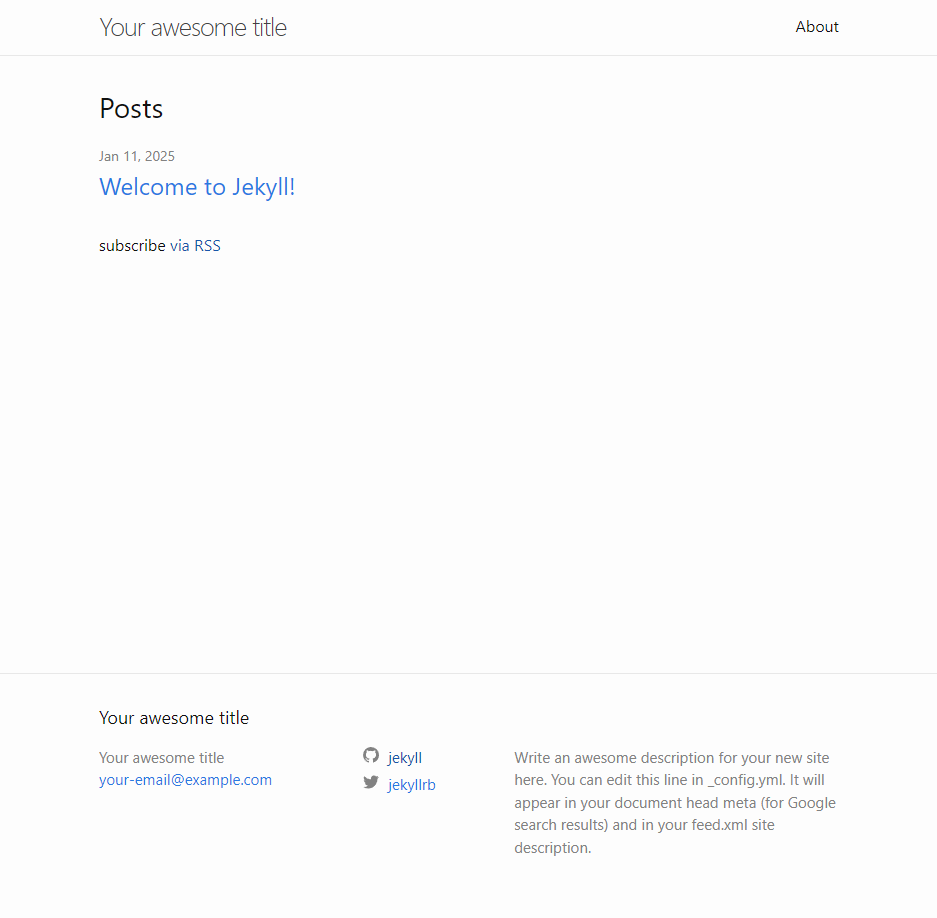 Your awesome title
About
Posts
Jan 11, 2025
Welcome to Jekyll!
subscribe via RSS
Your awesome title
Your awesome title
your-email@example.com
jekyll
jekyllrb
Write an awesome description for your new site
here. You can edit this line in _config.yml. It will
appear in your document head meta (for Google
search results) and in your feed.xml site
description.